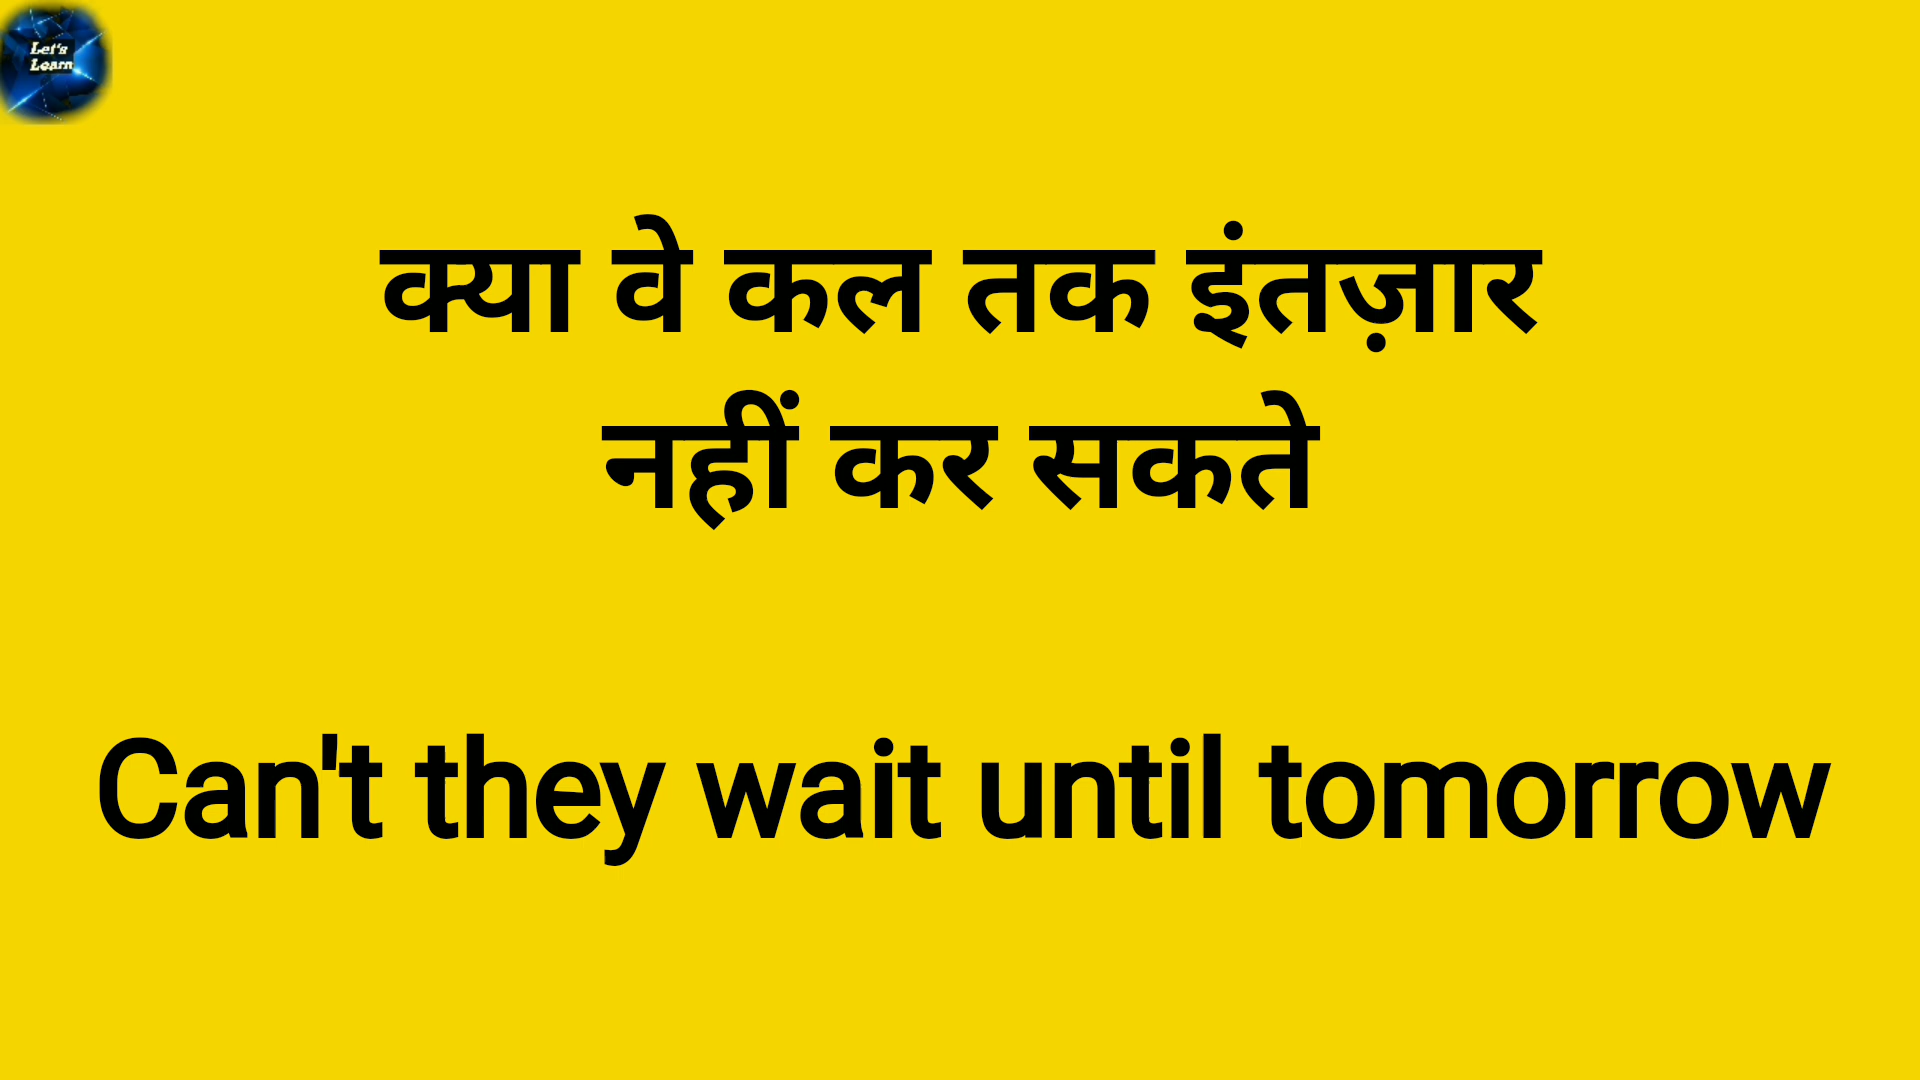 Let's
Learn
क्या वे कल तक इंतज़ार
नहीं कर सकते
Can't they wait until tomorrow